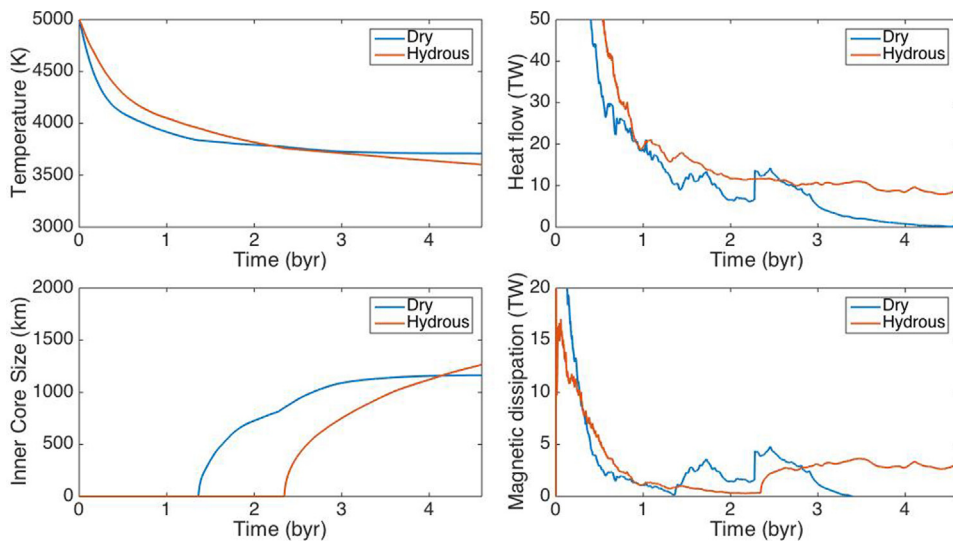 5000
4500
4000
3500
3000
Temperature (K)
0 1 2 3 4
Time (byr)
Dry
Hydrous
50
40
30
20
10
0
Heat flow (TW)
0 1 2 3 4
Time (byr)
Dry
Hydrous
2000
1500
1000
500
0
Inner Core Size (km)
0 1 2 3 4
Time (byr)
Dry
Hydrous
20
15
10
5
0
Magnetic dissipation (TW)
0 1 2 3 4
Time (byr)
Dry
Hydrous